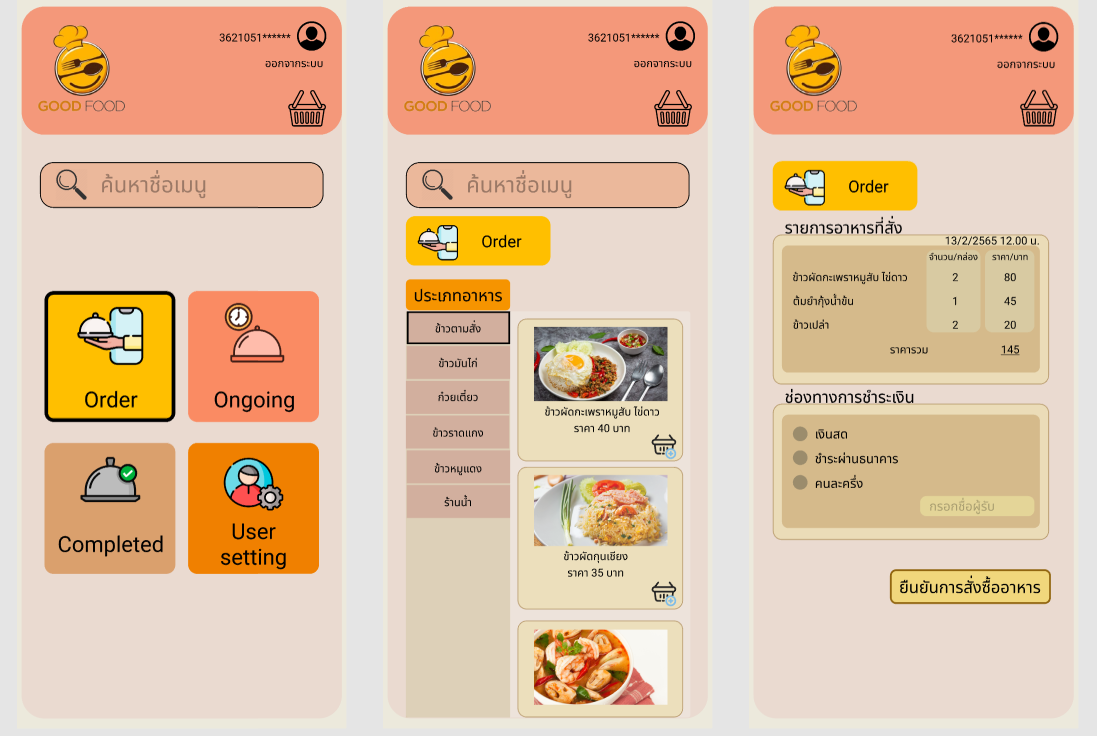 3621051******
ออกจากระบบ
GOOD FOOD
ค้นหาชื่อเมนู
Order
Ongoing
Completed
User
setting
3621051******
ออกจากระบบ
GOOD FOOD
ค้นหาชื่อเมนู
Order
ประเภทอาหาร
ข้าวตามสั่ง
ข้าวมันไก่
ก๋วยเตี๋ยว
ข้าวราดแกง
ข้าวหมูแดง
ร้านน้ำ
ข้าวผัดกะเพราหมูสับ ไข่ดาว
ราคา 40 บาท
ข้าวผัดกุนเชียง
ราคา 35 บาท
3621051******
ออกจากระบบ
GOOD FOOD
Order
รายการอาหารที่สั่ง
13/2/2565 12.00 น.
จำนวน/กล่อง ราคา/บาท
ข้าวผัดกะเพราหมูสับ ไข่ดาว 2 80
ต้มยำกุ้งน้ำข้น 1 45
ข้าวเปล่า 2 20
ราคารวม 145
ช่องทางการชำระเงิน
เงินสด
ชำระผ่านธนาคาร
คนละครึ่ง
กรอกชื่อผู้รับ
ยืนยันการสั่งซื้ออาหาร